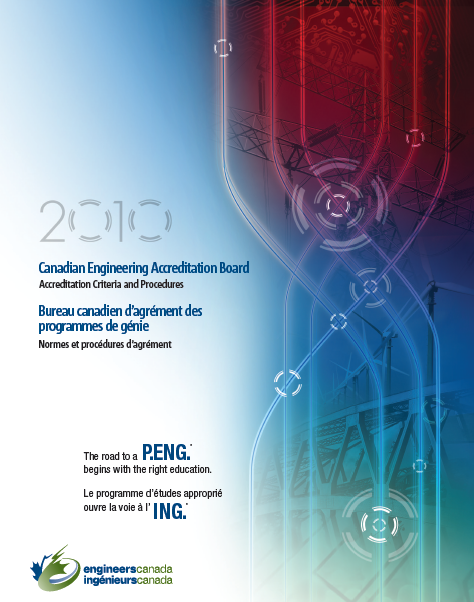 2010
Canadian Engineering Accreditation Board
Accreditation Criteria and Procedures
Bureau canadien d'agrément des
programmes de génie
Normes et procédures d'agrément
The road to a P.ENG.*
begins with the right education.
Le programme d'études approprié
ouvre la voie à l' ING.*
engineerscanada
ingénieurscanada